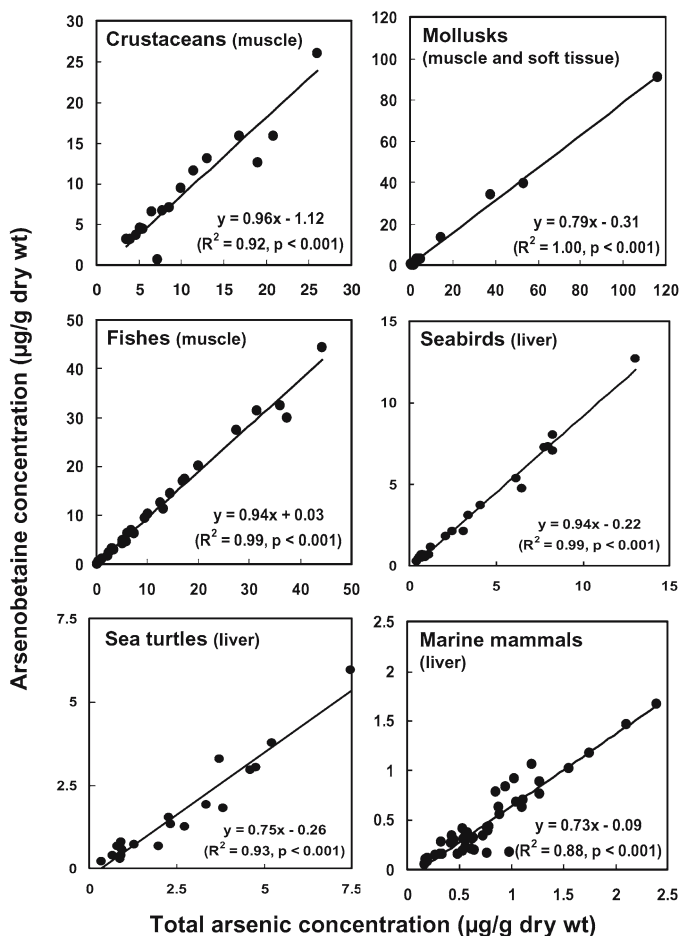 Arsenobetaine concentration (µg/g dry wt)
Crustaceans (muscle)
30
25
20
15
10
5
0
y = 0.96x - 1.12
(R² = 0.92, p < 0.001)
0 5 10 15 20 25 30
Mollusks
(muscle and soft tissue)
120
100
80
60
40
20
0
y = 0.79x - 0.31
(R² = 1.00, p < 0.001)
0 20 40 60 80 100 120
Fishes (muscle)
50
40
30
20
10
0
y = 0.94x + 0.03
(R² = 0.99, p < 0.001)
0 10 20 30 40 50
Seabirds (liver)
15
10
5
0
y = 0.94x - 0.22
(R² = 0.99, p < 0.001)
0 5 10 15
Sea turtles (liver)
7.5
5
2.5
0
y = 0.75x - 0.26
(R² = 0.93, p < 0.001)
0 2.5 5 7.5
Marine mammals
(liver)
2.5
2
1.5
1
0.5
0
y = 0.73x - 0.09
(R² = 0.88, p < 0.001)
0 0.5 1 1.5 2 2.5
Total arsenic concentration (µg/g dry wt)